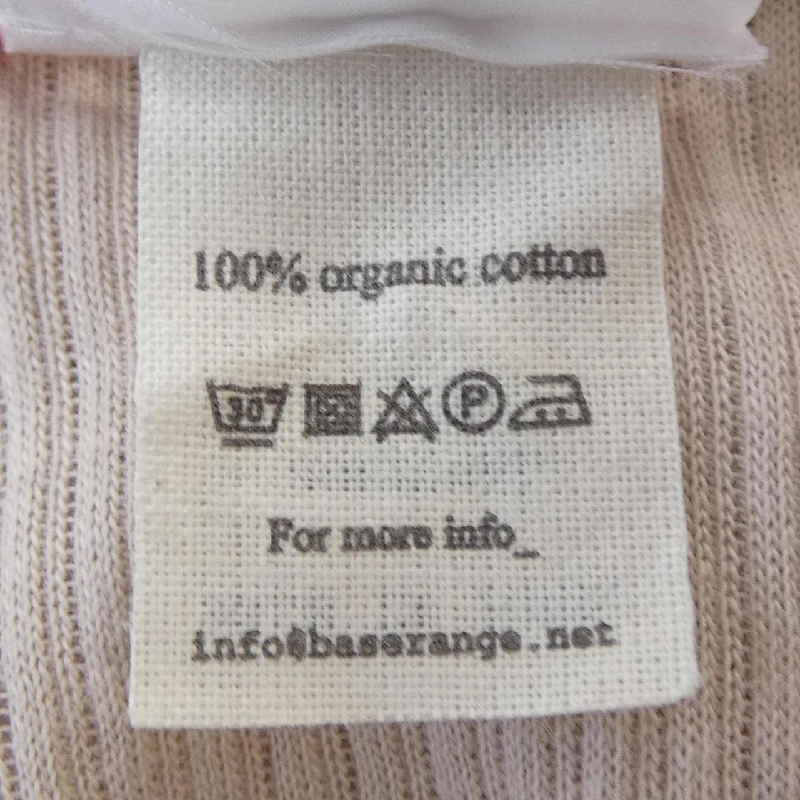 100% organic cotton
30° P
For more info_
info@baserange.net